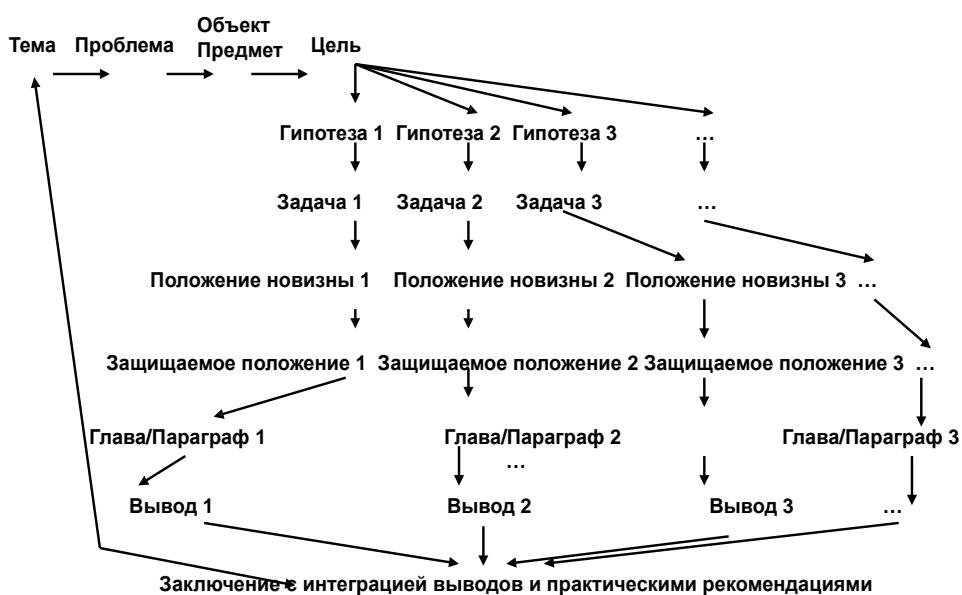 Объект
Тема Проблема Предмет Цель
Гипотеза 1 Гипотеза 2 Гипотеза 3 ...
Задача 1 Задача 2 Задача 3 ...
Положение новизны 1 Положение новизны 2 Положение новизны 3 ...
Защищаемое положение 1 Защищаемое положение 2 Защищаемое положение 3 ...
Глава/Параграф 1 Глава/Параграф 2 Глава/Параграф 3
...
Вывод 1 Вывод 2 Вывод 3 ...
Заключение с интеграцией выводов и практическими рекомендациями